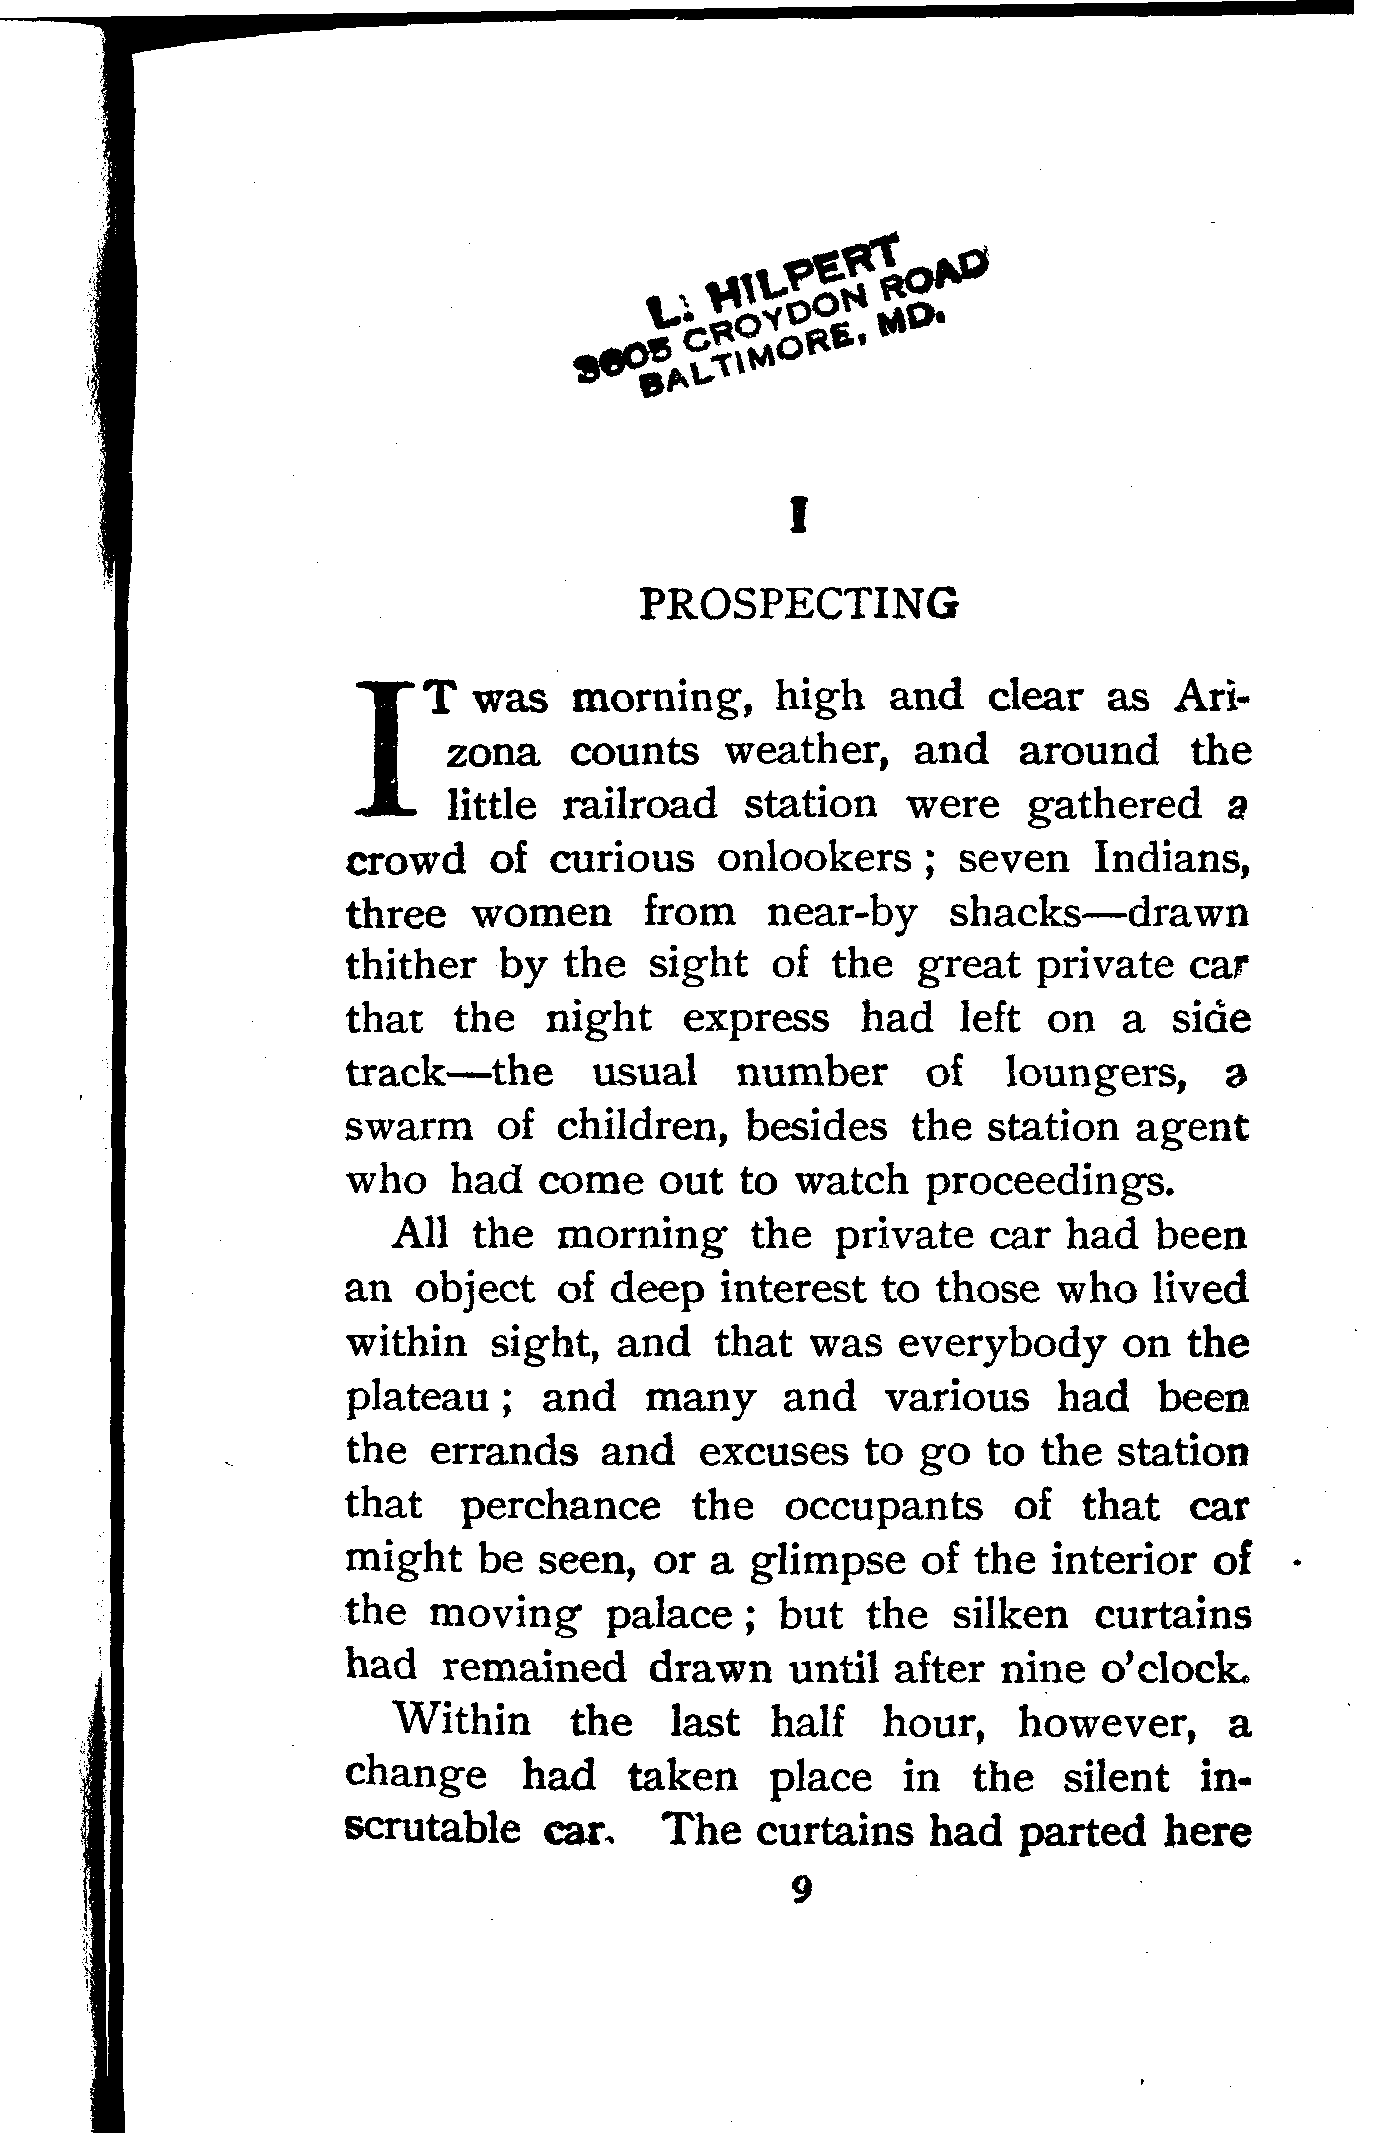 L. HILPERT
3605 CROYDON ROAD
BALTIMORE, MD.
I
PROSPECTING
IT was morning, high and clear as Ari-
zona counts weather, and around the
little railroad station were gathered a
crowd of curious onlookers; seven Indians,
three women from near-by shacks—drawn
thither by the sight of the great private car
that the night express had left on a side
track—the usual number of loungers, a
swarm of children, besides the station agent
who had come out to watch proceedings.
All the morning the private car had been
an object of deep interest to those who lived
within sight, and that was everybody on the
plateau; and many and various had been
the errands and excuses to go to the station
that perchance the occupants of that car
might be seen, or a glimpse of the interior of
the moving palace; but the silken curtains
had remained drawn until after nine o'clock.
Within the last half hour, however, a
change had taken place in the silent in-
scrutable car. The curtains had parted here
9